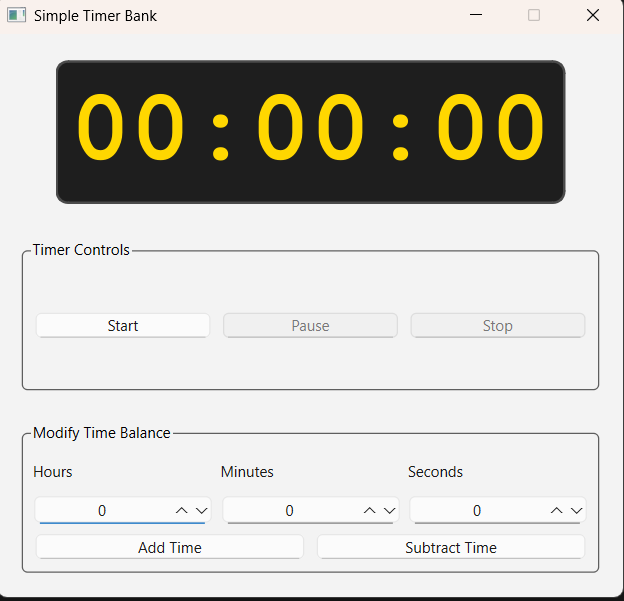 Simple Timer Bank
00:00:00
Timer Controls
Start Pause Stop
Modify Time Balance
Hours Minutes Seconds
0 0 0
Add Time Subtract Time